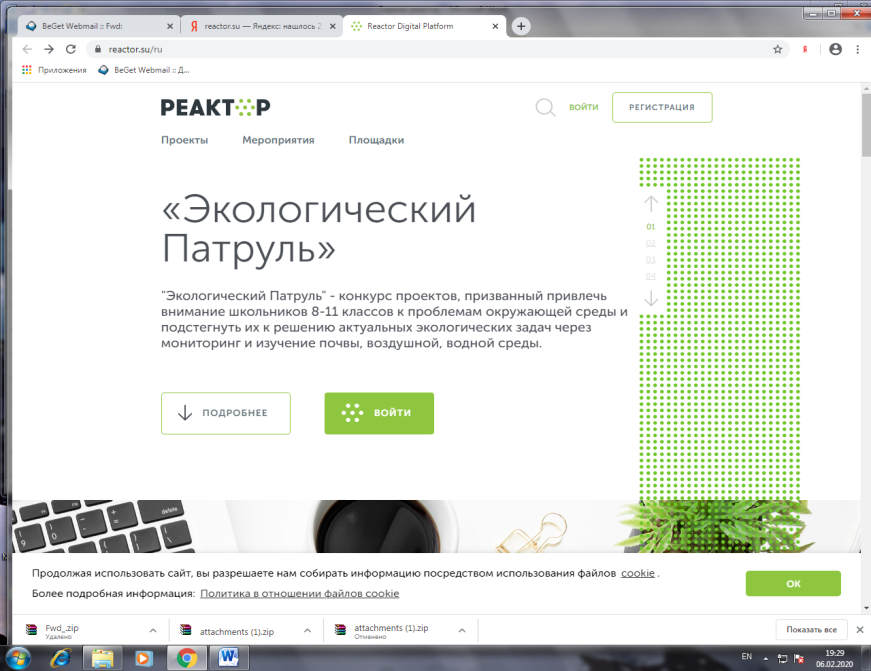 BeGet Webmail :: Fwd:
reactor.su — Яндекс: нашлось 2
Reactor Digital Platform
reactor.su/ru
Приложения
BeGet Webmail :: Д...
РЕАКТОР
ВОЙТИ
РЕГИСТРАЦИЯ
Проекты Мероприятия Площадки
«Экологический
Патруль»
01
02
03
04
"Экологический Патруль" - конкурс проектов, призванный привлечь
внимание школьников 8-11 классов к проблемам окружающей среды и
подстегнуть их к решению актуальных экологических задач через
мониторинг и изучение почвы, воздушной, водной среды.
ПОДРОБНЕЕ
ВОЙТИ
delete
Продолжая использовать сайт, вы разрешаете нам собирать информацию посредством использования файлов cookie .
Более подробная информация: Политика в отношении файлов cookie
ОК
Fwd_.zip
Удалено
attachments (1).zip
attachments (1).zip
Отменено
Показать все
EN
19:29
06.02.2020